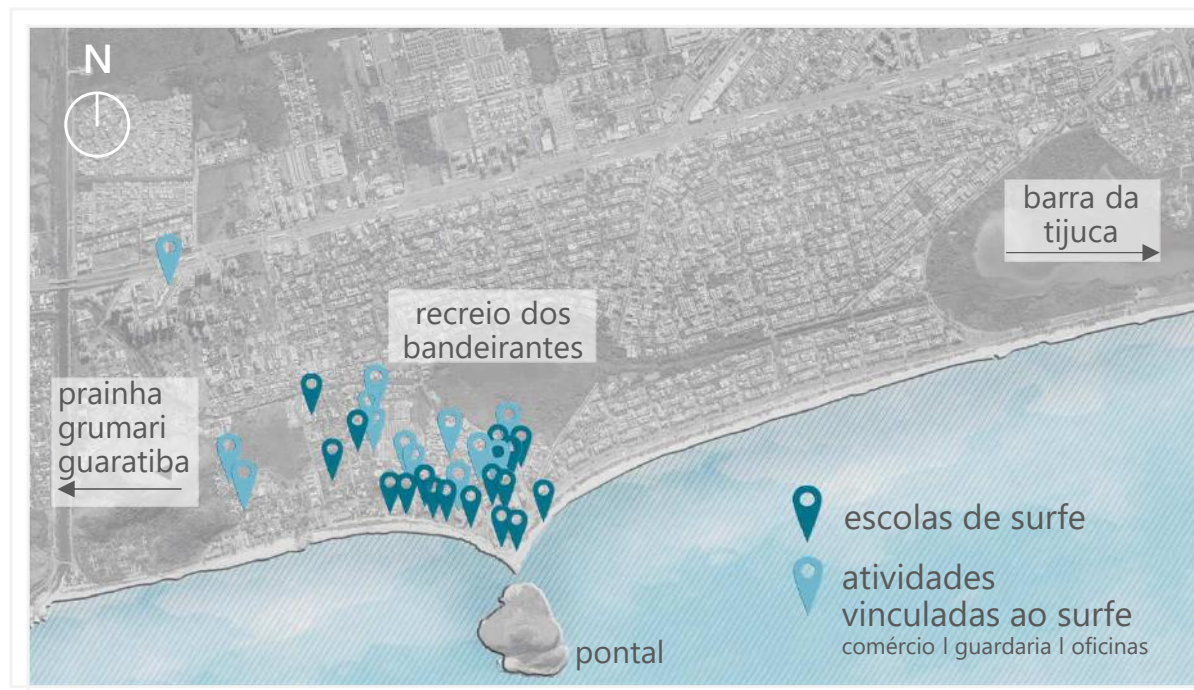 N
barra da
tijuca
recreio dos
bandeirantes
prainha
grumari
guaratiba
escolas de surfe
atividades
vinculadas ao surfe
comércio l guardaria l oficinas
pontal